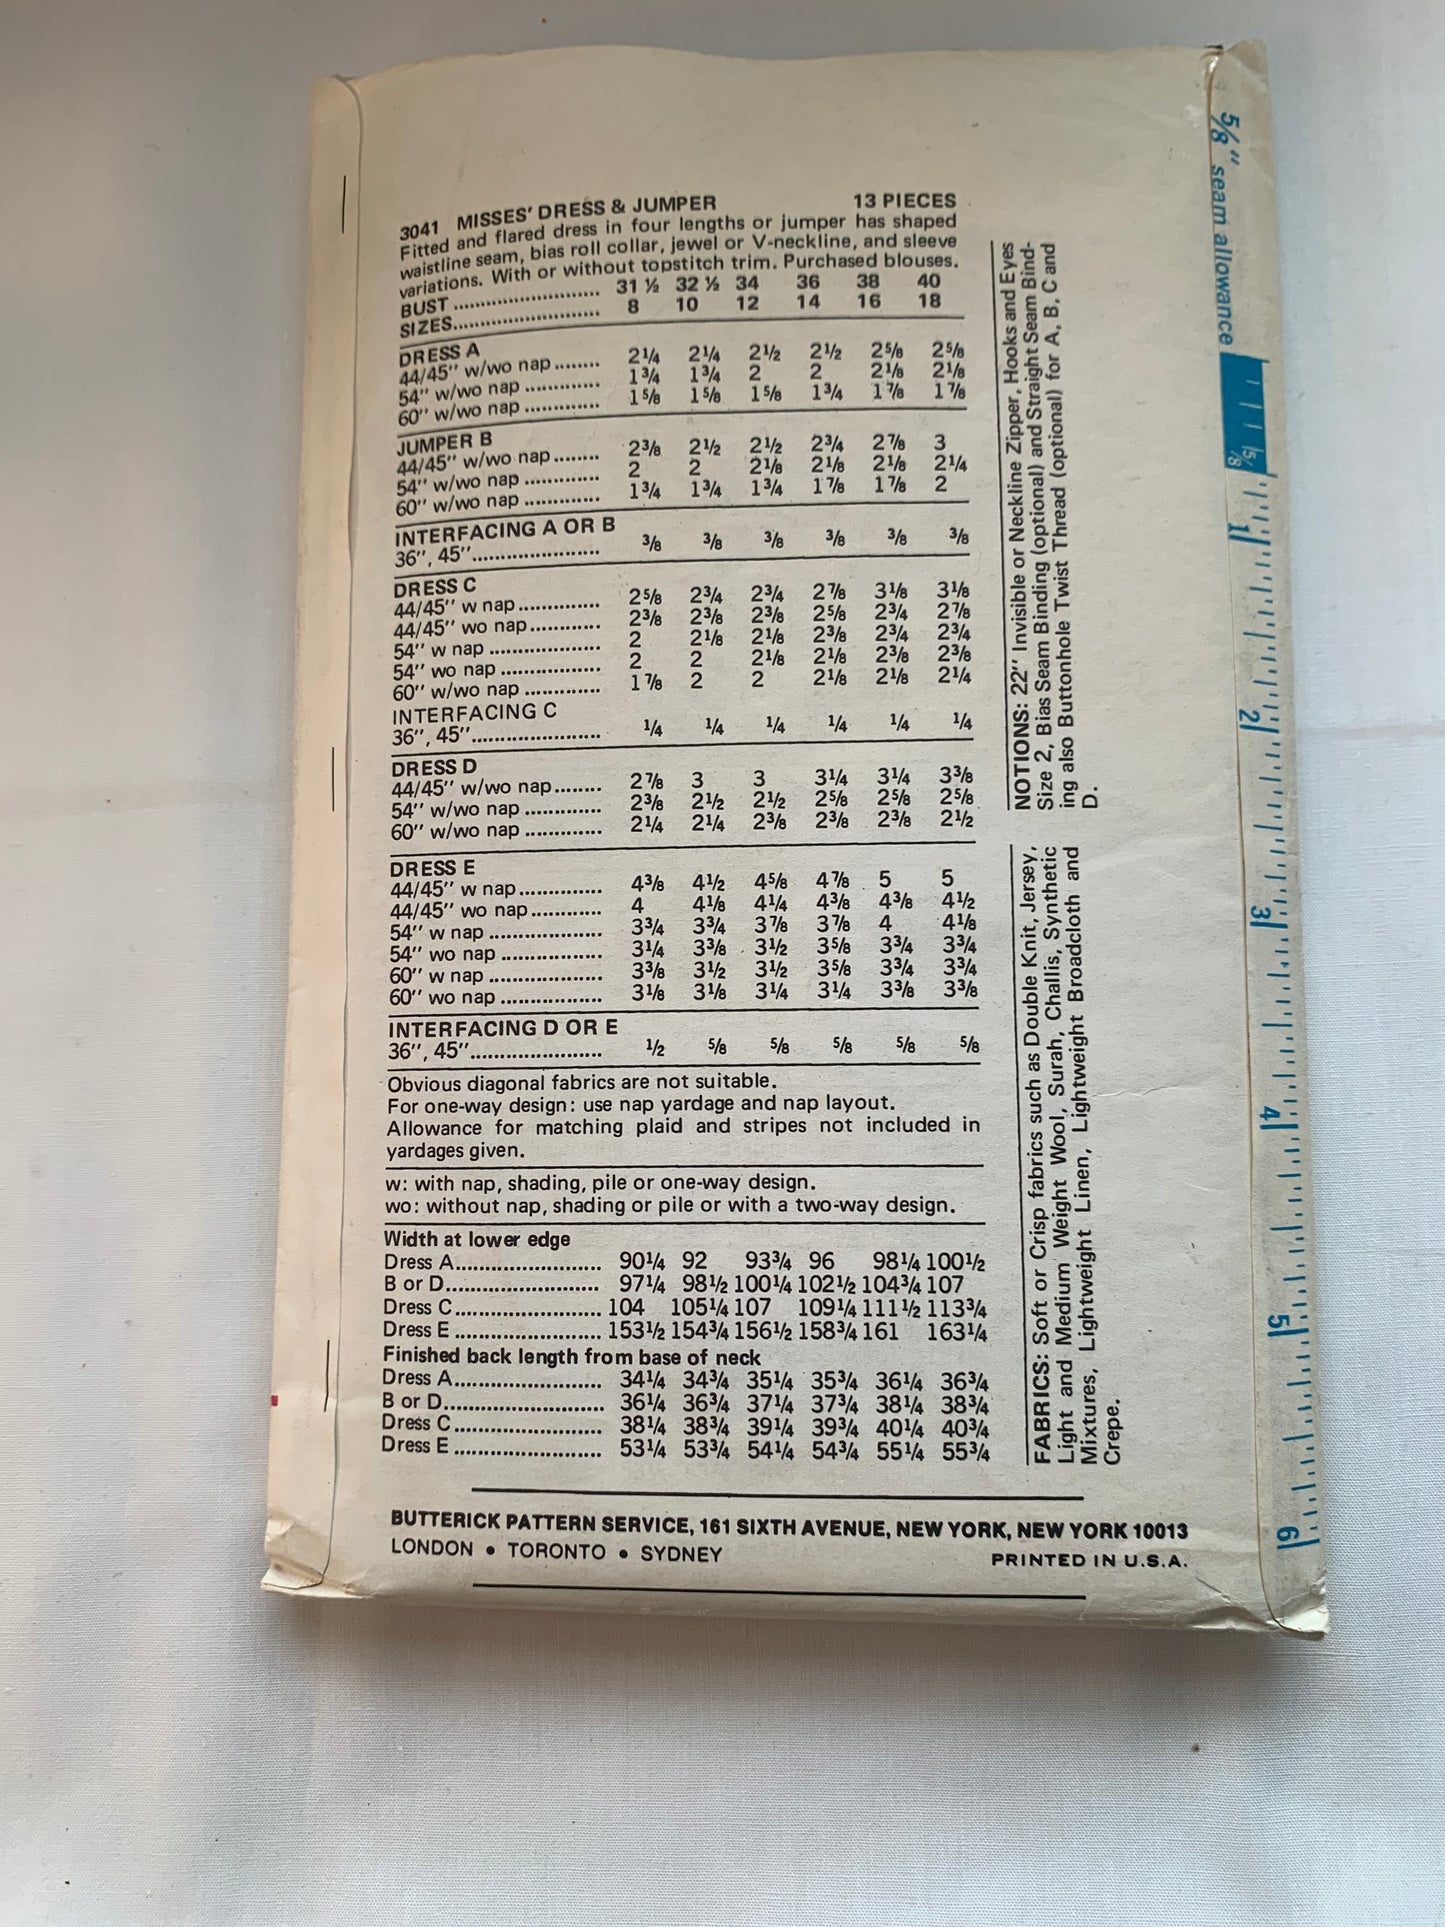 3041 MISSES' DRESS & JUMPER 13 PIECES
Fitted and flared dress in four lengths or jumper has shaped
waistline seam, bias roll collar, jewel or V-neckline, and sleeve
variations. With or without topstitch trim. Purchased blouses.
BUST .......................... 31 ½ 32 ½ 34 36 38 40
SIZES.......................... 8 10 12 14 16 18
DRESS A
44/45" w/wo nap ........ 2¼ 2¼ 2½ 2½ 2⅝ 2⅝
54" w/wo nap ............. 1¾ 1¾ 2 2 2⅛ 2⅛
60" w/wo nap ............. 1⅝ 1⅝ 1⅝ 1¾ 1⅞ 1⅞
JUMPER B
44/45" w/wo nap ........ 2⅜ 2½ 2½ 2¾ 2⅞ 3
54" w/wo nap ............. 2 2 2⅛ 2⅛ 2⅛ 2¼
60" w/wo nap ............. 1¾ 1¾ 1¾ 1⅞ 1⅞ 2
INTERFACING A OR B
36", 45"....................... ⅜ ⅜ ⅜ ⅜ ⅜ ⅜
DRESS C
44/45" w nap ............... 2⅝ 2¾ 2¾ 2⅞ 3⅛ 3⅛
44/45" wo nap ............ 2⅜ 2⅜ 2⅜ 2⅝ 2¾ 2⅞
54" w nap .................... 2 2⅛ 2⅛ 2⅜ 2¾ 2¾
54" wo nap .................. 2 2 2⅛ 2⅛ 2⅜ 2⅜
60" w/wo nap ............. 1⅞ 2 2 2⅛ 2⅛ 2¼
INTERFACING C
36", 45"....................... ¼ ¼ ¼ ¼ ¼ ¼
DRESS D
44/45" w/wo nap ........ 2⅞ 3 3 3¼ 3¼ 3⅜
54" w/wo nap ............. 2⅜ 2½ 2½ 2⅝ 2⅝ 2⅝
60" w/wo nap ............. 2¼ 2¼ 2⅜ 2⅜ 2⅜ 2½
DRESS E
44/45" w nap ............... 4⅜ 4½ 4⅝ 4⅞ 5 5
44/45" wo nap ............ 4 4⅛ 4¼ 4⅜ 4⅜ 4½
54" w nap .................... 3¾ 3¾ 3⅞ 3⅞ 4 4⅛
54" wo nap .................. 3¼ 3⅜ 3½ 3⅝ 3¾ 3¾
60" w nap .................... 3⅜ 3½ 3½ 3⅝ 3¾ 3¾
60" wo nap .................. 3⅛ 3⅛ 3¼ 3¼ 3⅜ 3⅜
INTERFACING D OR E
36", 45"....................... ½ ⅝ ⅝ ⅝ ⅝ ⅝
Obvious diagonal fabrics are not suitable.
For one-way design: use nap yardage and nap layout.
Allowance for matching plaid and stripes not included in
yardages given.
w: with nap, shading, pile or one-way design.
wo: without nap, shading or pile or with a two-way design.
Width at lower edge
Dress A.......................... 90¼ 92 93¾ 96 98¼ 100½
B or D............................ 97¼ 98½ 100¼ 102½ 104¾ 107
Dress C.......................... 104 105¼ 107 109¼ 111½ 113¾
Dress E .......................... 153½ 154¾ 156½ 158¾ 161 163¼
Finished back length from base of neck
Dress A.......................... 34¼ 34¾ 35¼ 35¾ 36¼ 36¾
B or D............................ 36¼ 36¾ 37¼ 37¾ 38¼ 38¾
Dress C.......................... 38¼ 38¾ 39¼ 39¾ 40¼ 40¾
Dress E .......................... 53¼ 53¾ 54¼ 54¾ 55¼ 55¾
NOTIONS: 22" Invisible or Neckline Zipper, Hooks and Eyes
Size 2, Bias Seam Binding (optional) and Straight Seam Bind-
ing also Buttonhole Twist Thread (optional) for A, B, C and
D.
FABRICS: Soft or Crisp fabrics such as Double Knit, Jersey,
Light and Medium Weight Wool, Surah, Challis, Synthetic
Mixtures, Lightweight Linen, Lightweight Broadcloth and
Crepe.
BUTTERICK PATTERN SERVICE, 161 SIXTH AVENUE, NEW YORK, NEW YORK 10013
LONDON • TORONTO • SYDNEY PRINTED IN U.S.A.
5/8" seam allowance
5/8
1
2
3
4
5
6